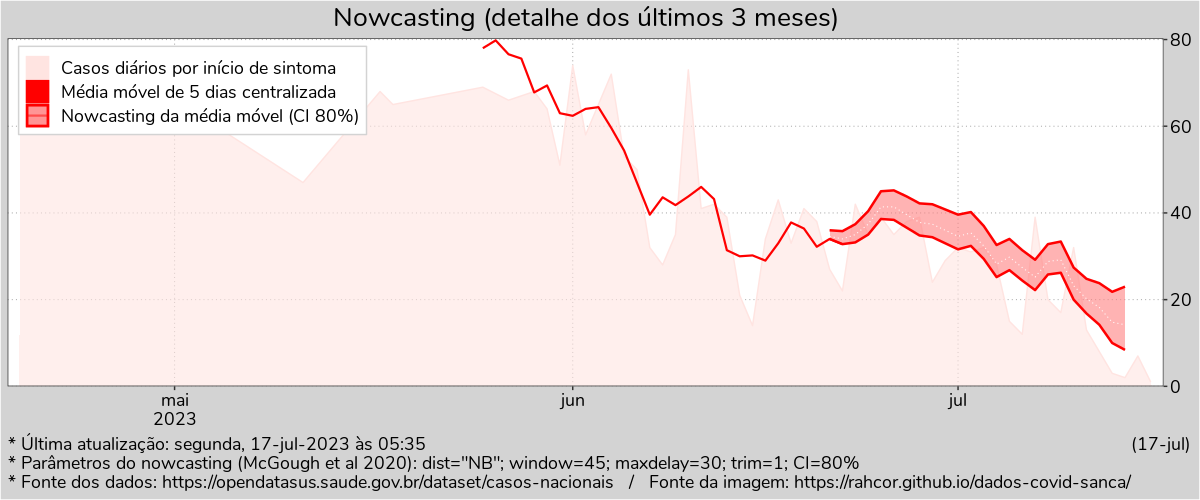 Nowcasting (detalhe dos últimos 3 meses)
Casos diários por início de sintoma
Média móvel de 5 dias centralizada
Nowcasting da média móvel (CI 80%)
80
60
40
20
0
mai
2023
jun
jul
* Última atualização: segunda, 17-jul-2023 às 05:35
(17-jul)
* Parâmetros do nowcasting (McGough et al 2020): dist="NB"; window=45; maxdelay=30; trim=1; CI=80%
* Fonte dos dados: https://opendatasus.saude.gov.br/dataset/casos-nacionais / Fonte da imagem: https://rahcor.github.io/dados-covid-sanca/